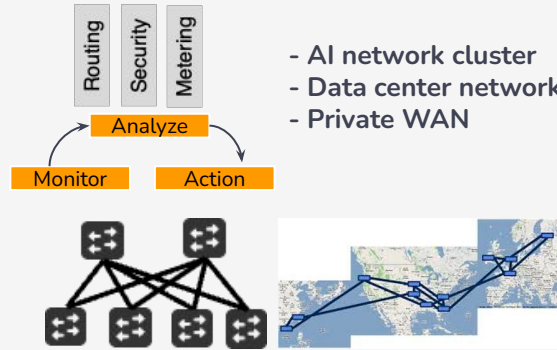 Routing
Security
Metering
Analyze
Monitor
Action
- AI network cluster
- Data center network
- Private WAN